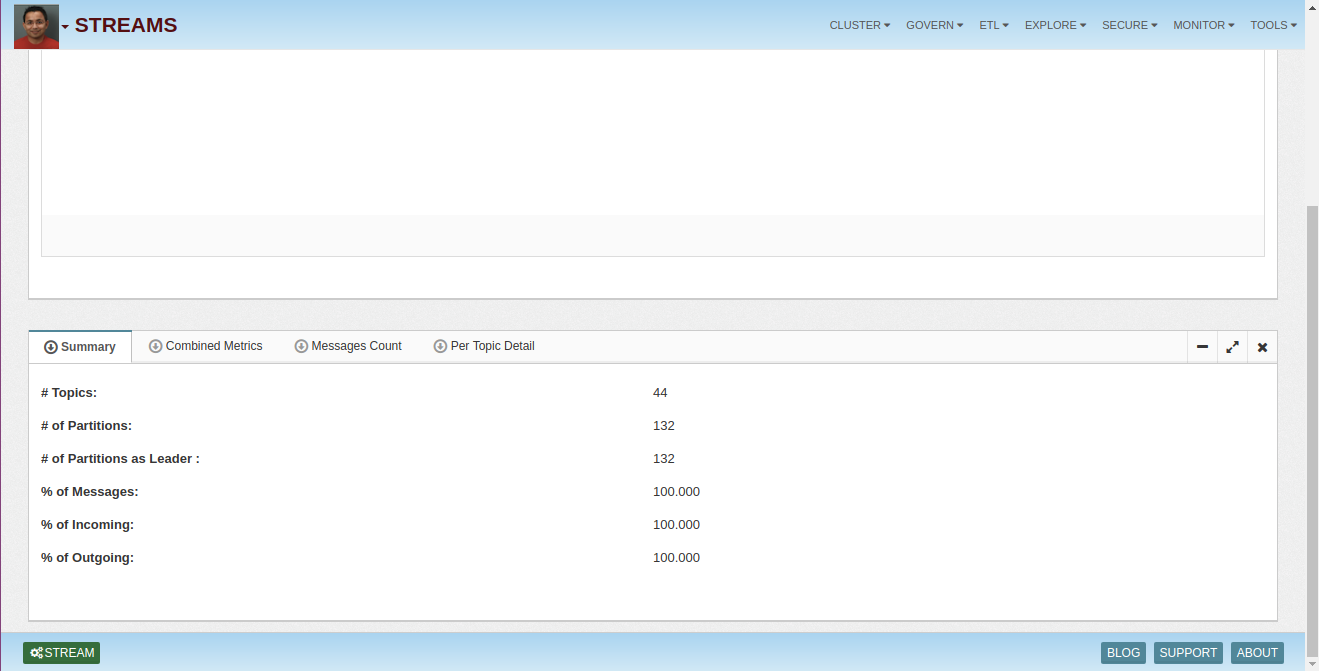 STREAMS CLUSTER GOVERN ETL EXPLORE SECURE MONITOR TOOLS
Summary Combined Metrics Messages Count Per Topic Detail
# Topics: 44
# of Partitions: 132
# of Partitions as Leader : 132
% of Messages: 100.000
% of Incoming: 100.000
% of Outgoing: 100.000
STREAM BLOG SUPPORT ABOUT